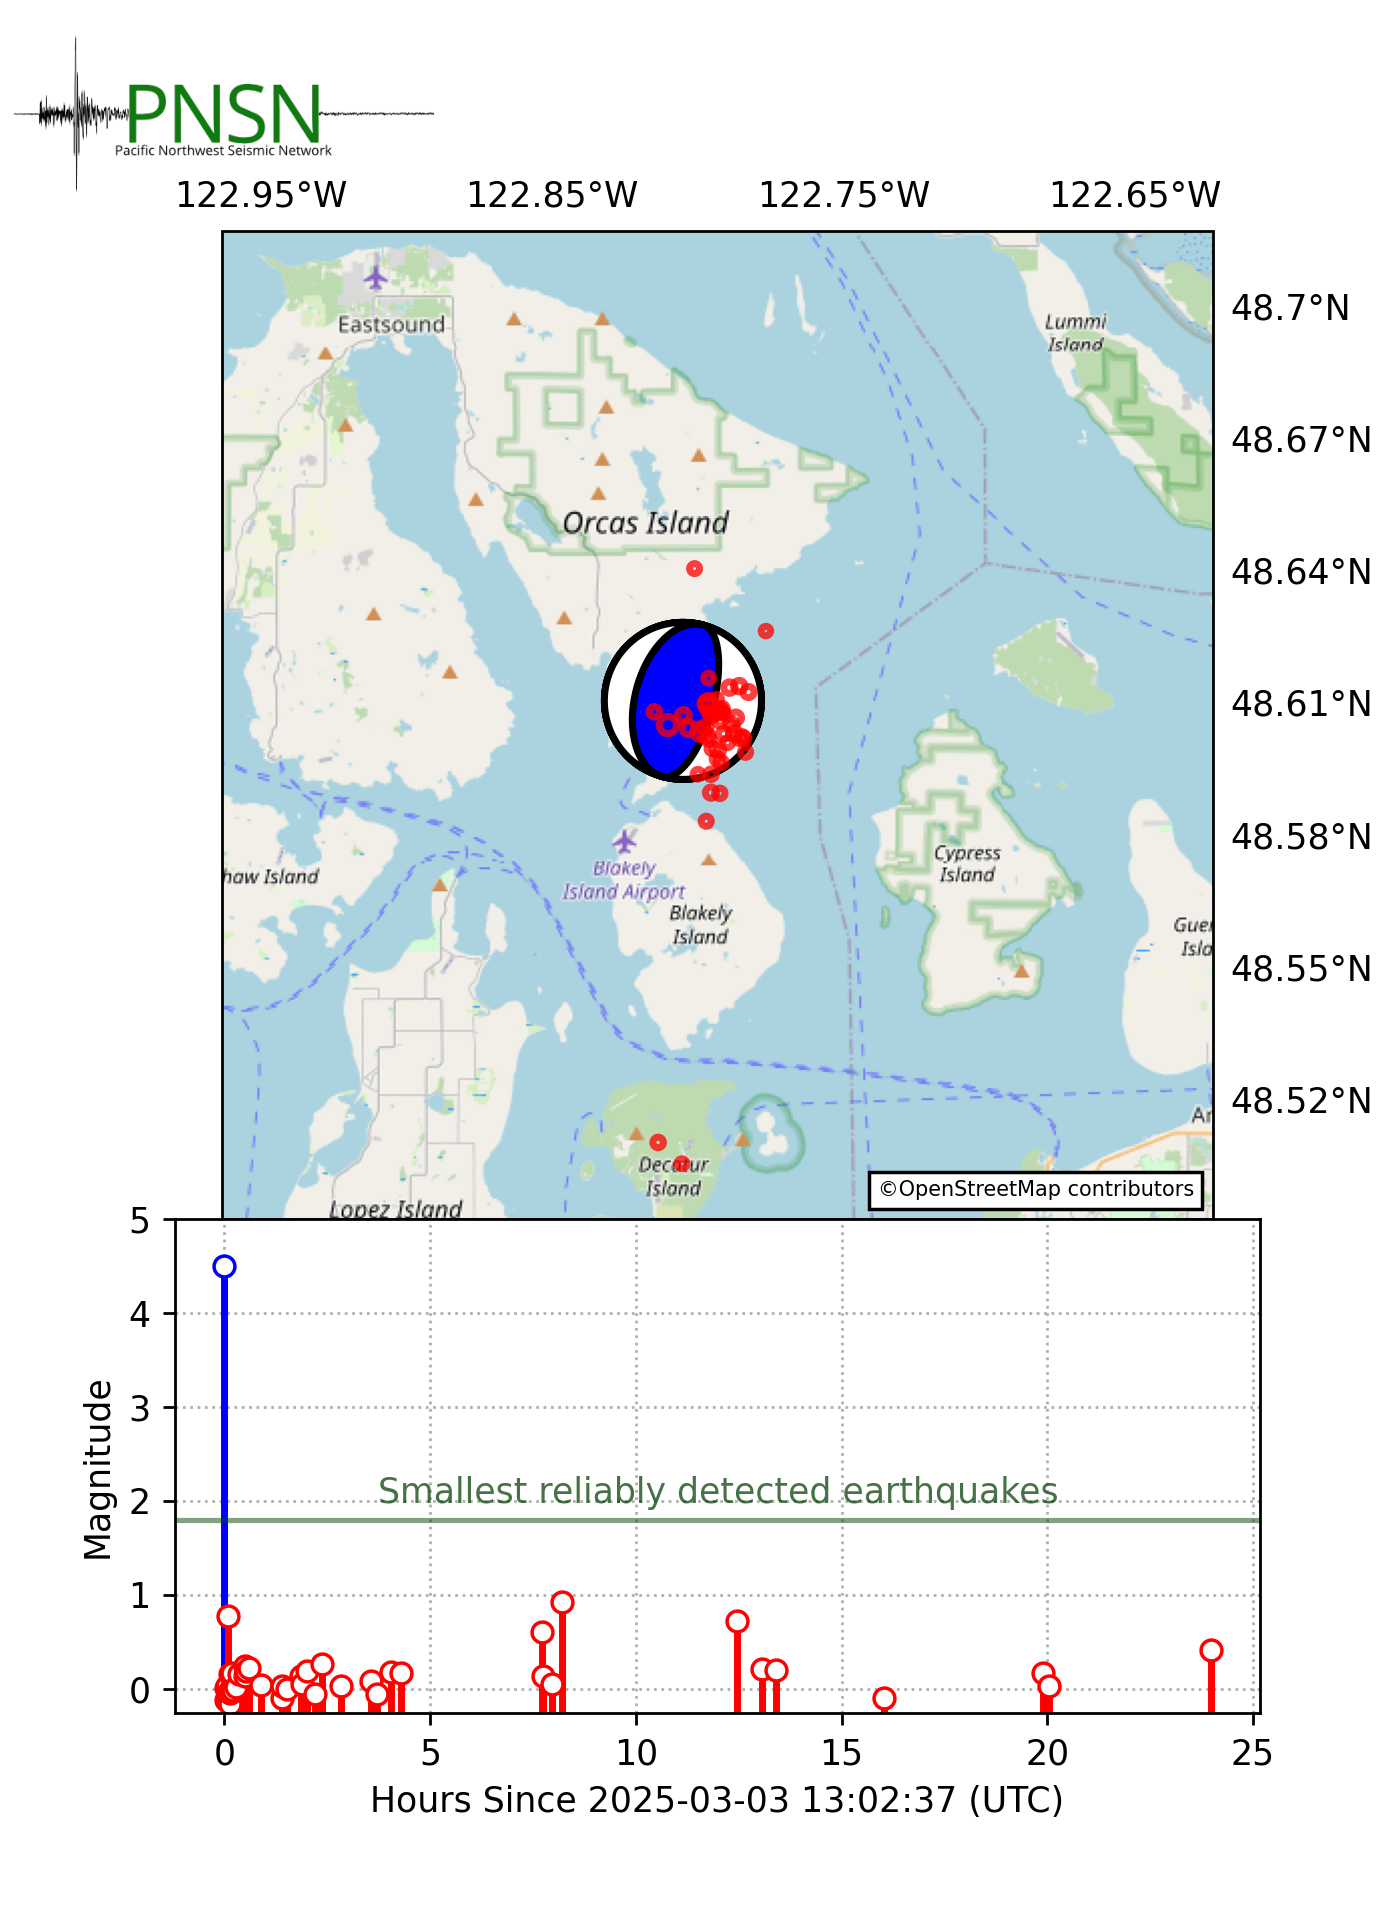 PNSN
Pacific Northwest Seismic Network
122.95°W 122.85°W 122.75°W 122.65°W
48.7°N
Eastsound
Lummi
Island
48.67°N
Orcas Island
48.64°N
48.61°N
48.58°N
Cypress
Island
Blakely
Island Airport
haw Island
Blakely
Island
Guer
Isla
48.55°N
48.52°N
An
Decatur
Island
©OpenStreetMap contributors
Lopez Island
5
4
3
2
1
0
Magnitude
Smallest reliably detected earthquakes
0 5 10 15 20 25
Hours Since 2025-03-03 13:02:37 (UTC)